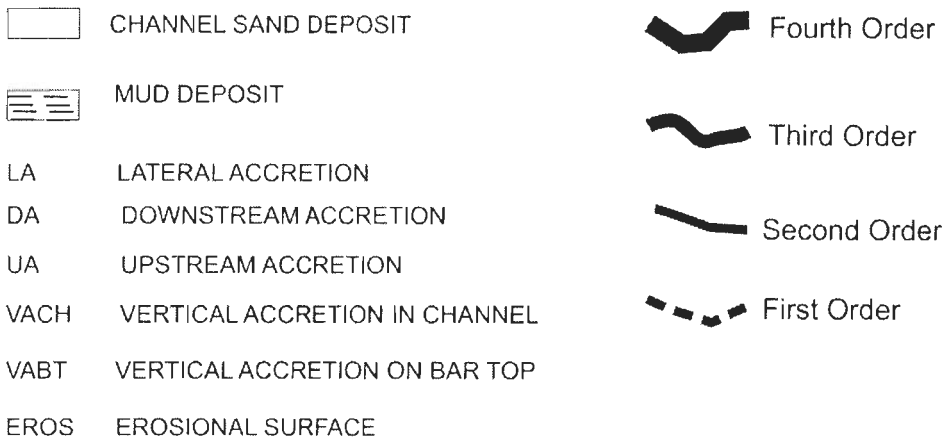 CHANNEL SAND DEPOSIT
MUD DEPOSIT
LA LATERAL ACCRETION
DA DOWNSTREAM ACCRETION
UA UPSTREAM ACCRETION
VACH VERTICAL ACCRETION IN CHANNEL
VABT VERTICAL ACCRETION ON BAR TOP
EROS EROSIONAL SURFACE
Fourth Order
Third Order
Second Order
First Order